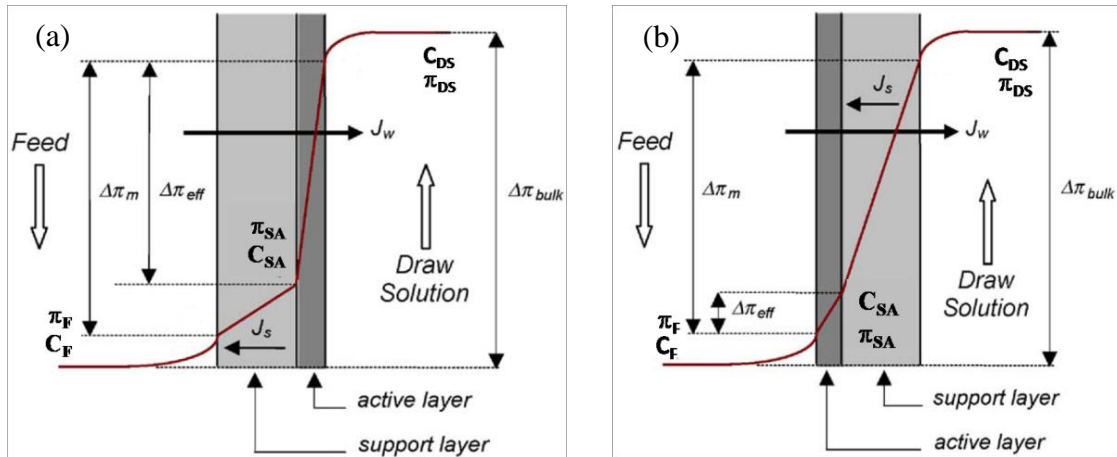 (a)
C_DS
π_DS
J_w
Feed
Δπ_m
Δπ_eff
Δπ_bulk
π_SA
C_SA
Draw
Solution
π_F
C_F
J_s
active layer
support layer
(b)
C_DS
π_DS
J_s
J_w
Feed
Δπ_m
Δπ_bulk
Draw
Solution
Δπ_eff
C_SA
π_SA
π_F
C_F
support layer
active layer